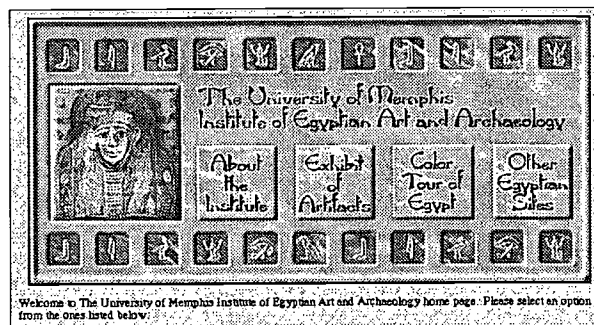 The University of Memphis
Institute of Egyptian Art and Archaeology
About
the
Institute
Exhibit
of
Artifacts
Color
Tour of
Egypt
Other
Egyptian
Sites
Welcome to The University of Memphis Institute of Egyptian Art and Archaeology home page. Please select an option
from the ones listed below: